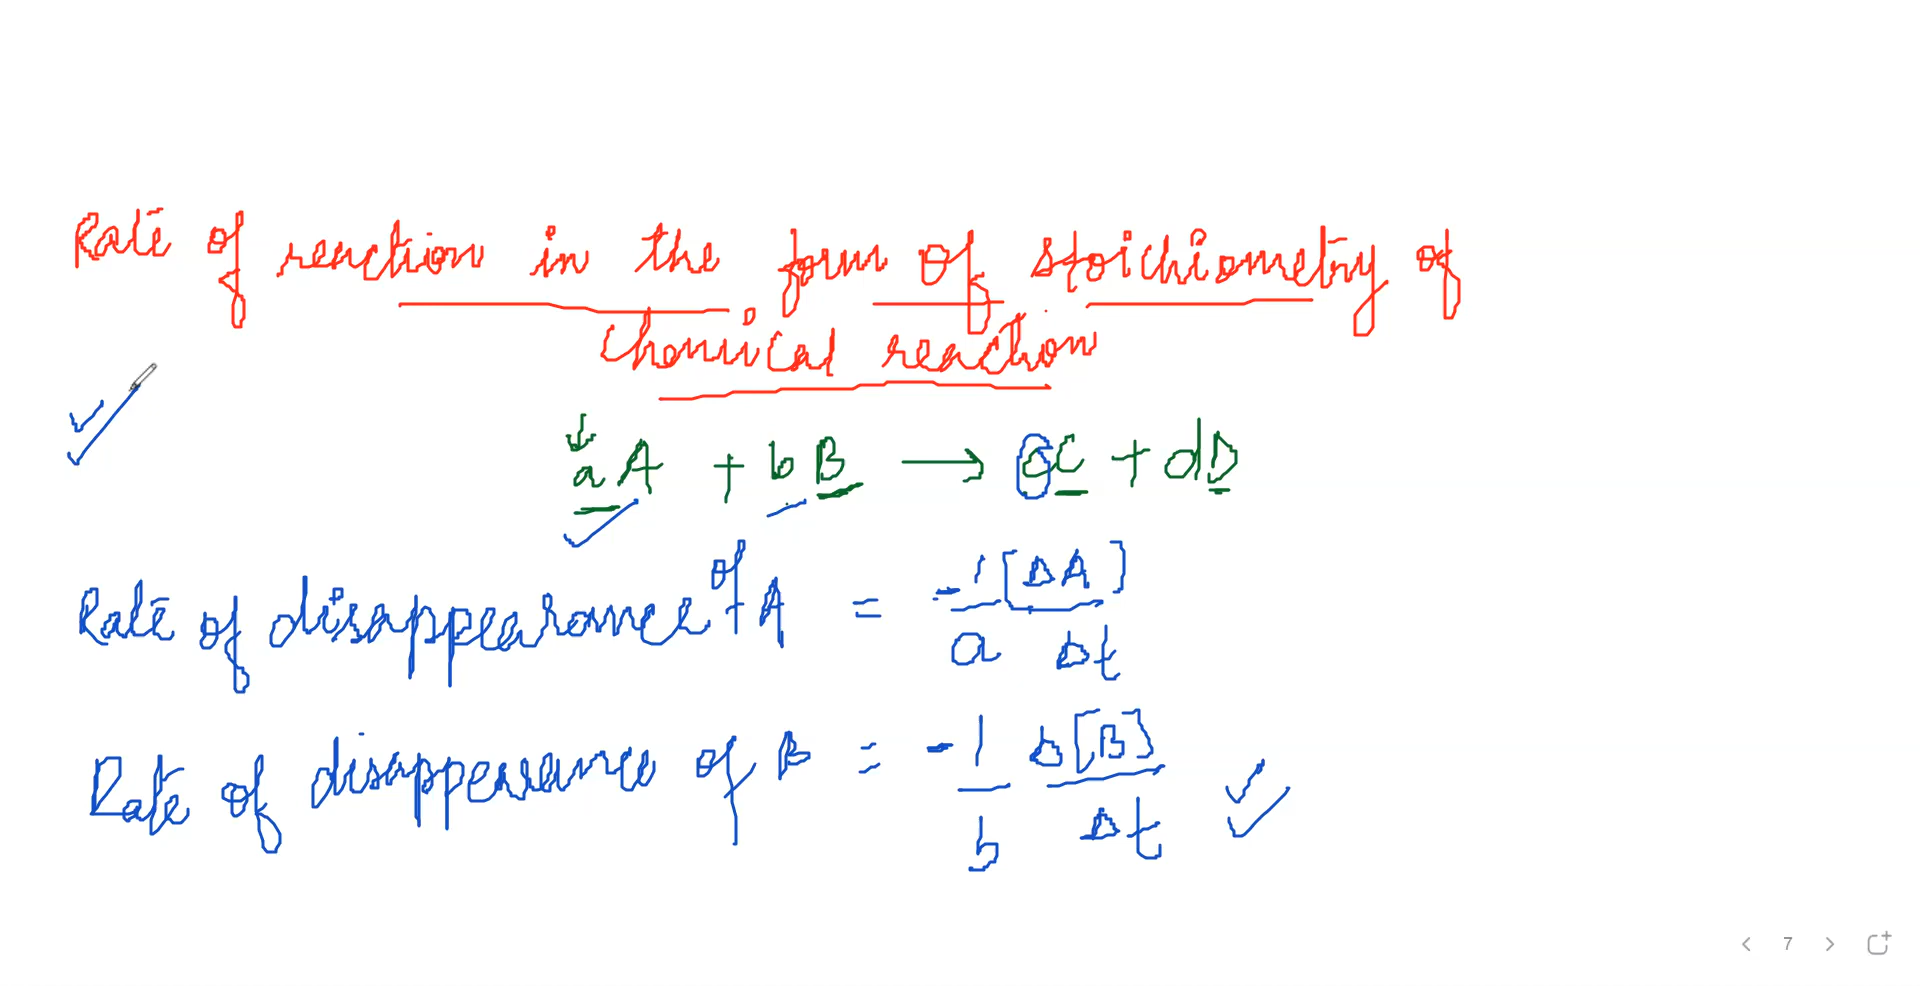 Rate of reaction in the form of stoichiometry of
Chemical reaction
aA + bB → cC + dD
Rate of disappearance of A = -1/a [ΔA]/Δt
Rate of disappearance of B = -1/b Δ[B]/Δt
7